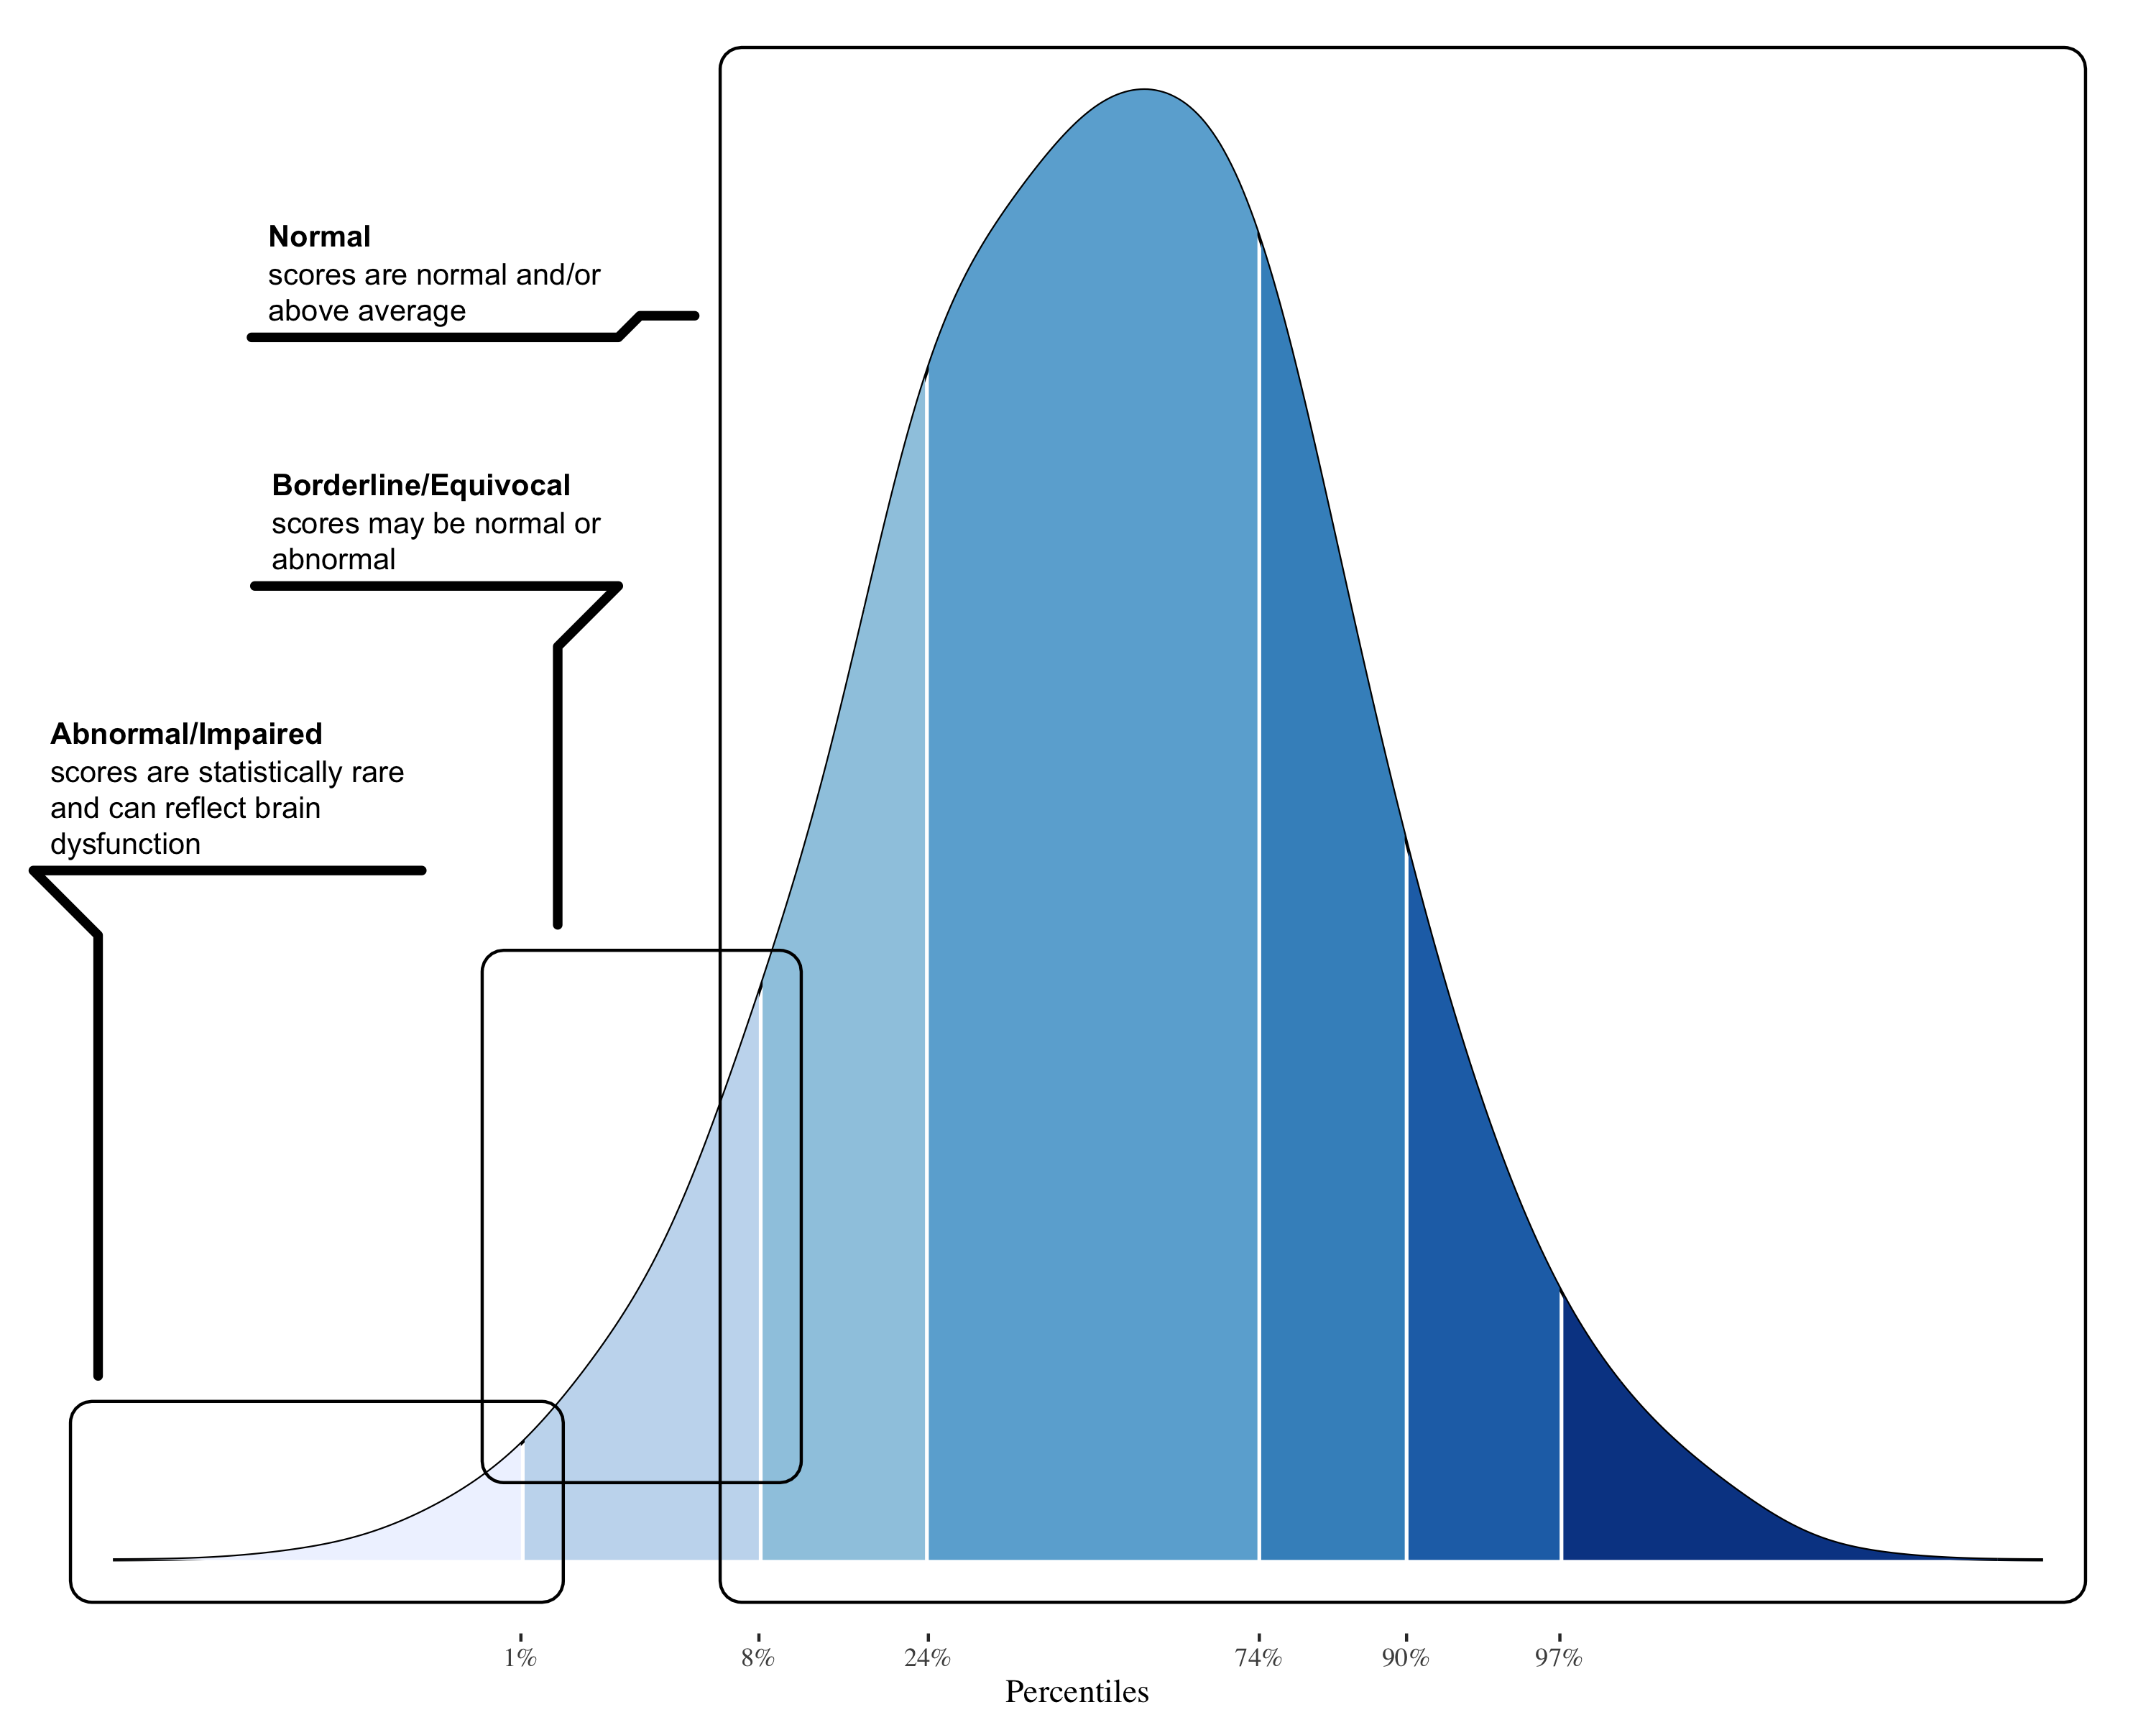 Normal
scores are normal and/or
above average
Borderline/Equivocal
scores may be normal or
abnormal
Abnormal/Impaired
scores are statistically rare
and can reflect brain
dysfunction
1% 8% 24% 74% 90% 97%
Percentiles